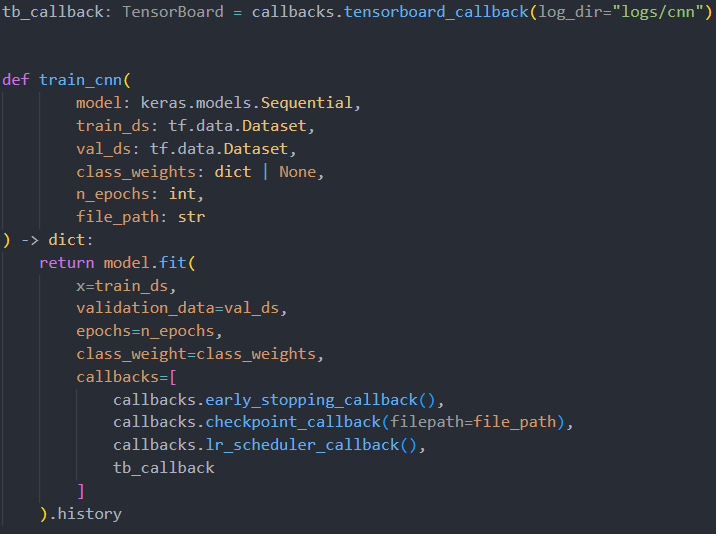 tb_callback: TensorBoard = callbacks.tensorboard_callback(log_dir="logs/cnn")
def train_cnn(
        model: keras.models.Sequential,
        train_ds: tf.data.Dataset,
        val_ds: tf.data.Dataset,
        class_weights: dict | None,
        n_epochs: int,
        file_path: str
) -> dict:
    return model.fit(
        x=train_ds,
        validation_data=val_ds,
        epochs=n_epochs,
        class_weight=class_weights,
        callbacks=[
            callbacks.early_stopping_callback(),
            callbacks.checkpoint_callback(filepath=file_path),
            callbacks.lr_scheduler_callback(),
            tb_callback
        ]
    ).history